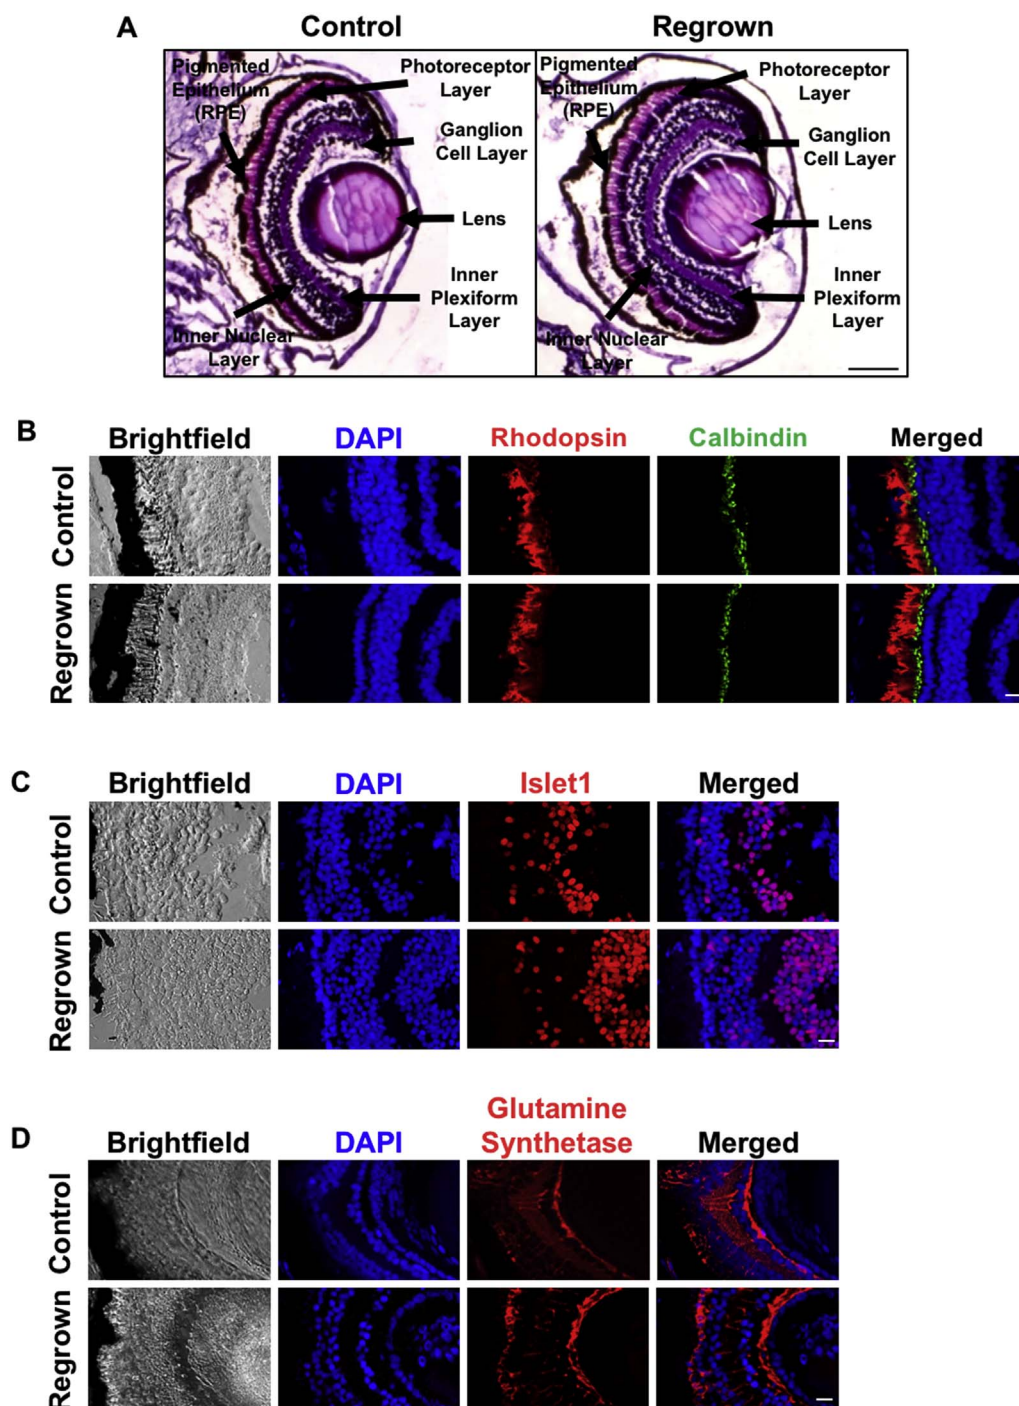 A
Control
Regrown
Pigmented
Epithelium
(RPE)
Photoreceptor
Layer
Ganglion
Cell Layer
Lens
Inner
Plexiform
Layer
Inner Nuclear
Layer
Pigmented
Epithelium
(RPE)
Photoreceptor
Layer
Ganglion
Cell Layer
Lens
Inner
Plexiform
Layer
Inner Nuclear
Layer
B
Brightfield
DAPI
Rhodopsin
Calbindin
Merged
Control
Regrown
C
Brightfield
DAPI
Islet1
Merged
Control
Regrown
D
Brightfield
DAPI
Glutamine
Synthetase
Merged
Control
Regrown